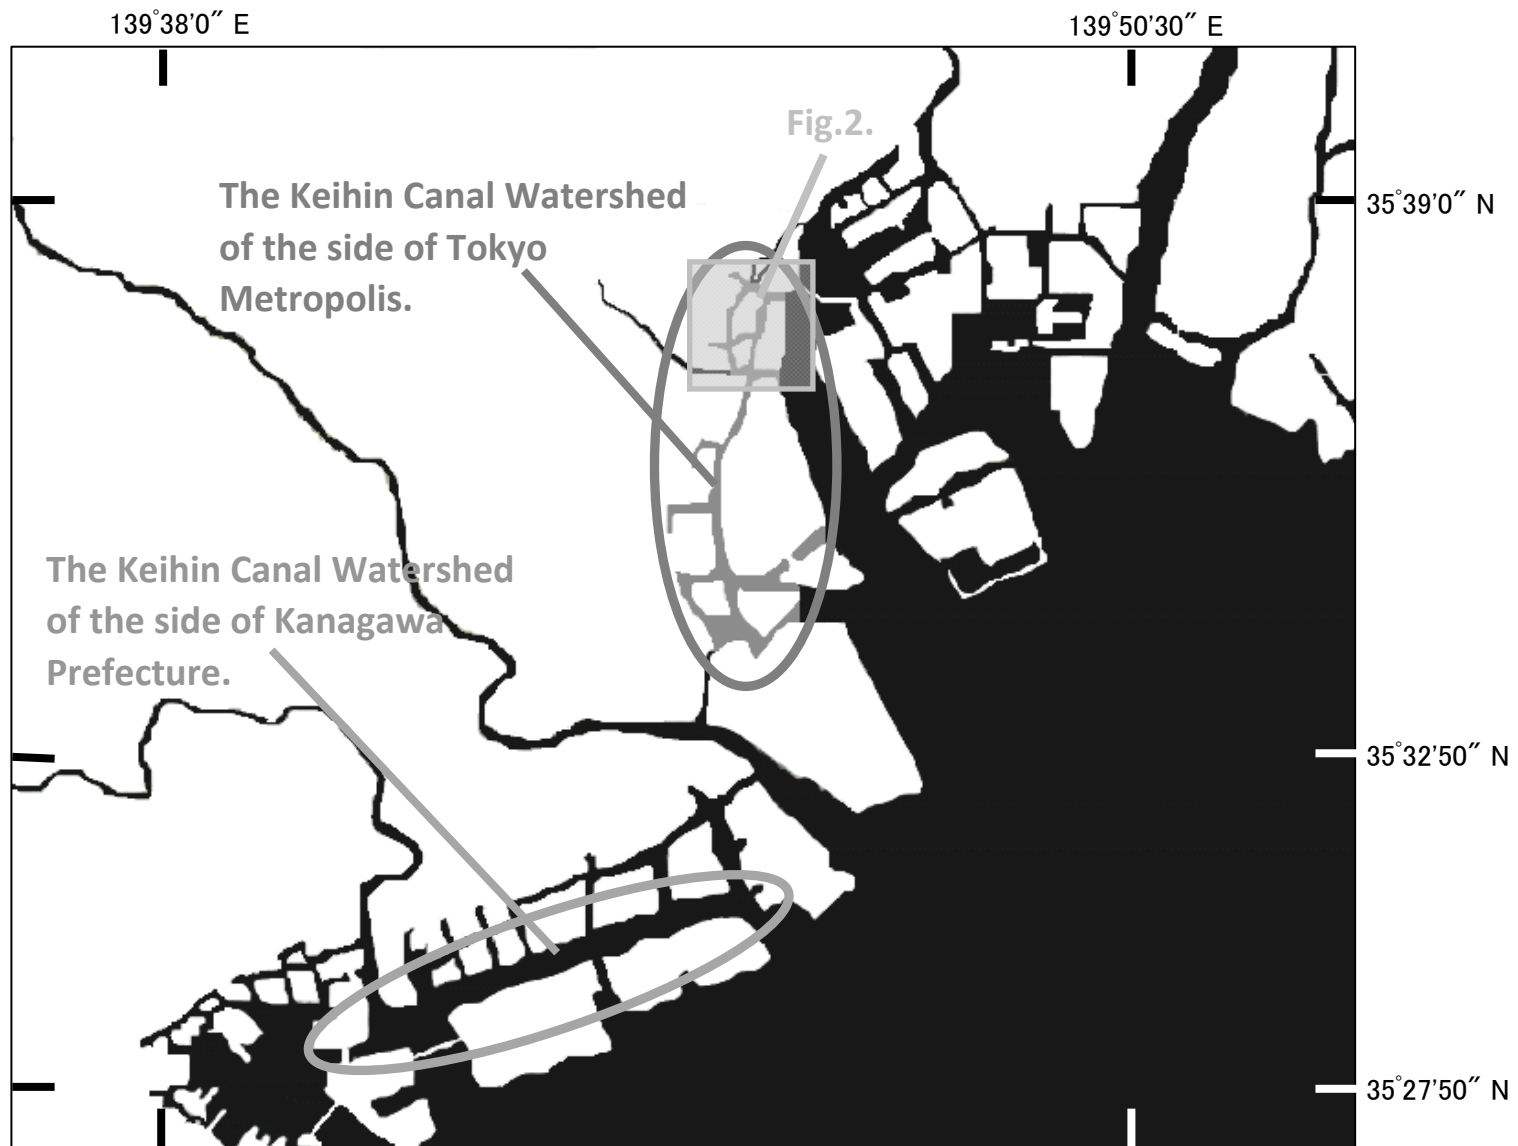 139°38'0" E
139°50'30" E
Fig.2.
The Keihin Canal Watershed
of the side of Tokyo
Metropolis.
35°39'0" N
The Keihin Canal Watershed
of the side of Kanagawa
Prefecture.
35°32'50" N
35°27'50" N